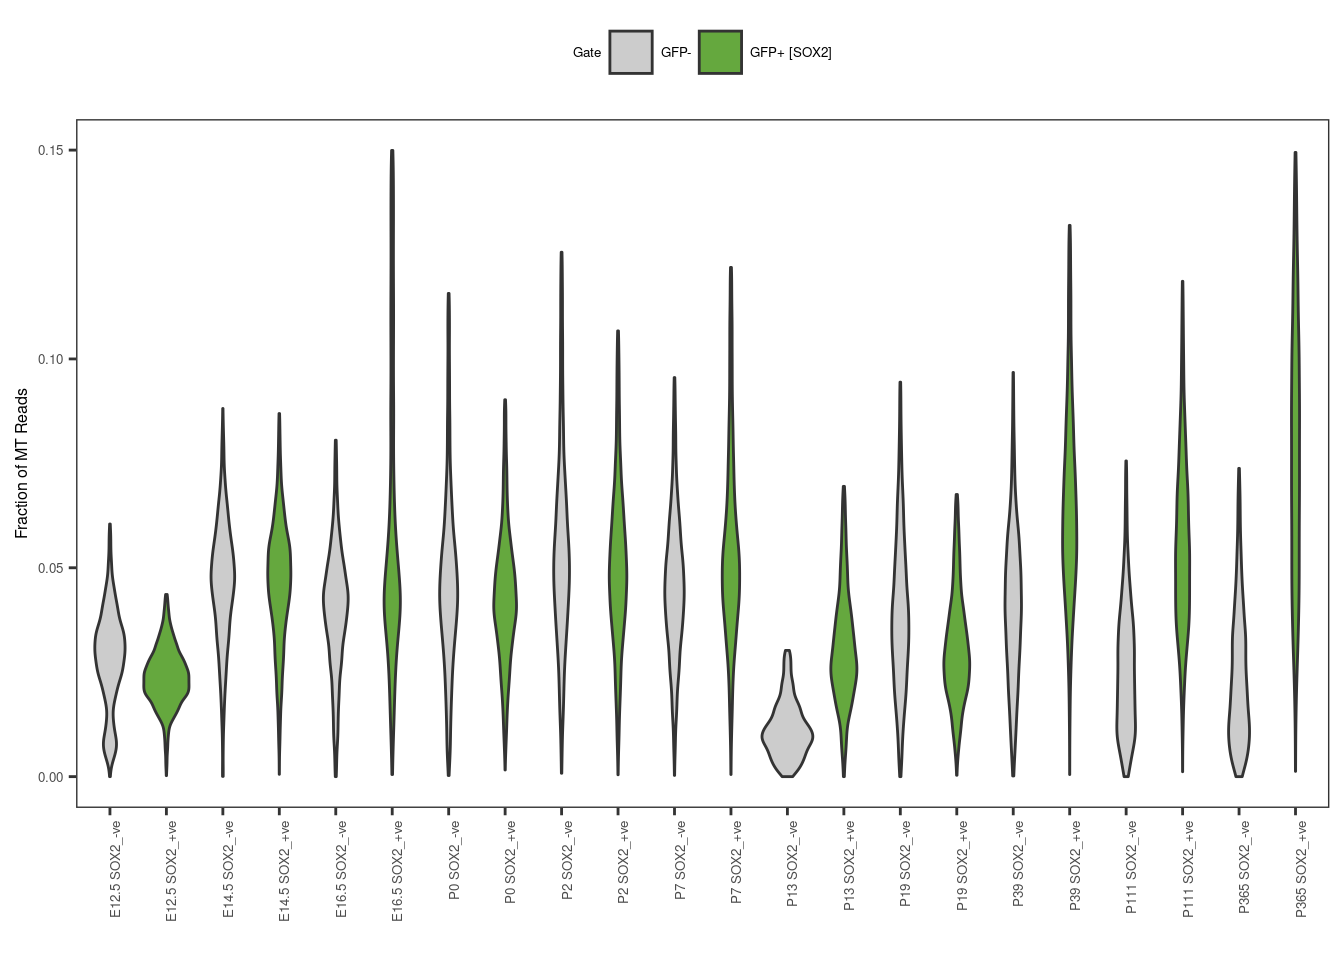 Gate GFP- GFP+ [SOX2]
Fraction of MT Reads
0.15
0.10
0.05
0.00
E12.5 SOX2_-ve
E12.5 SOX2_+ve
E14.5 SOX2_-ve
E14.5 SOX2_+ve
E16.5 SOX2_-ve
E16.5 SOX2_+ve
P0 SOX2_-ve
P0 SOX2_+ve
P2 SOX2_-ve
P2 SOX2_+ve
P7 SOX2_-ve
P7 SOX2_+ve
P13 SOX2_-ve
P13 SOX2_+ve
P19 SOX2_-ve
P19 SOX2_+ve
P39 SOX2_-ve
P39 SOX2_+ve
P111 SOX2_-ve
P111 SOX2_+ve
P365 SOX2_-ve
P365 SOX2_+ve